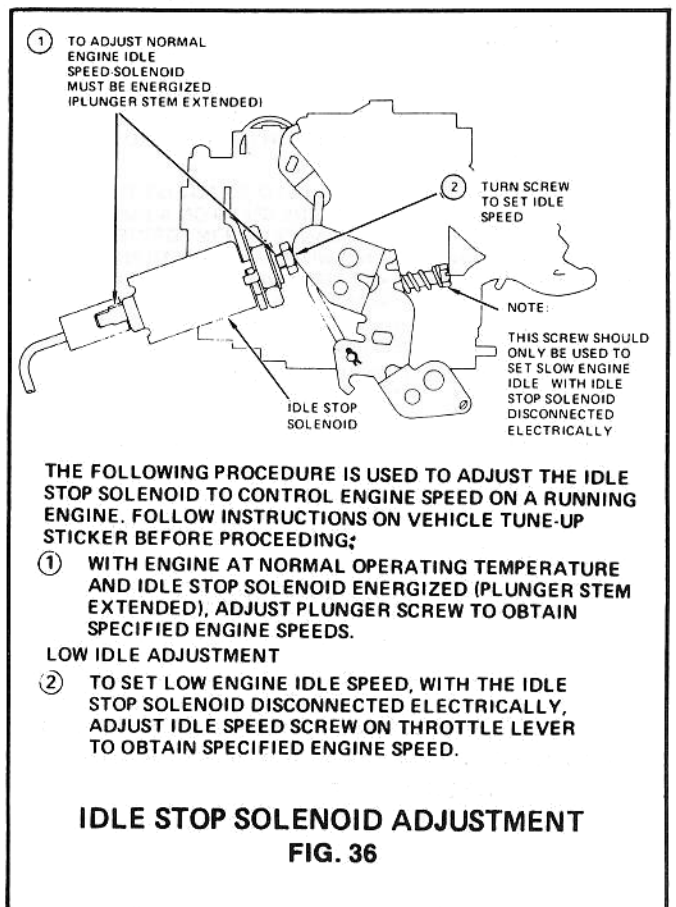 1 TO ADJUST NORMAL
ENGINE IDLE
SPEED-SOLENOID
MUST BE ENERGIZED
(PLUNGER STEM EXTENDED)
2 TURN SCREW
TO SET IDLE
SPEED
NOTE:
THIS SCREW SHOULD
ONLY BE USED TO
SET SLOW ENGINE
IDLE WITH IDLE
STOP SOLENOID
DISCONNECTED
ELECTRICALLY
IDLE STOP
SOLENOID
THE FOLLOWING PROCEDURE IS USED TO ADJUST THE IDLE
STOP SOLENOID TO CONTROL ENGINE SPEED ON A RUNNING
ENGINE. FOLLOW INSTRUCTIONS ON VEHICLE TUNE-UP
STICKER BEFORE PROCEEDING;
1 WITH ENGINE AT NORMAL OPERATING TEMPERATURE
AND IDLE STOP SOLENOID ENERGIZED (PLUNGER STEM
EXTENDED), ADJUST PLUNGER SCREW TO OBTAIN
SPECIFIED ENGINE SPEEDS.
LOW IDLE ADJUSTMENT
2 TO SET LOW ENGINE IDLE SPEED, WITH THE IDLE
STOP SOLENOID DISCONNECTED ELECTRICALLY,
ADJUST IDLE SPEED SCREW ON THROTTLE LEVER
TO OBTAIN SPECIFIED ENGINE SPEED.
IDLE STOP SOLENOID ADJUSTMENT
FIG. 36